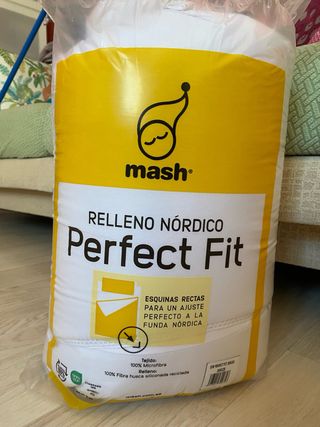 mash®
RELLENO NÓRDICO
Perfect Fit
ESQUINAS RECTAS
PARA UN AJUSTE
PERFECTO A LA
FUNDA NÓRDICA
Tejido:
100% Microfibra
Relleno:
100% Fibra hueca siliconada reciclada